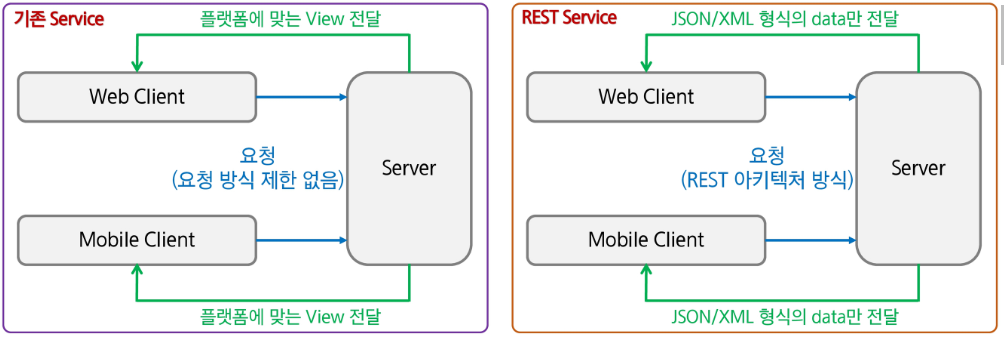 기존 Service
플랫폼에 맞는 View 전달
Web Client
요청
(요청 방식 제한 없음)
Server
Mobile Client
플랫폼에 맞는 View 전달
REST Service
JSON/XML 형식의 data만 전달
Web Client
요청
(REST 아키텍처 방식)
Server
Mobile Client
JSON/XML 형식의 data만 전달